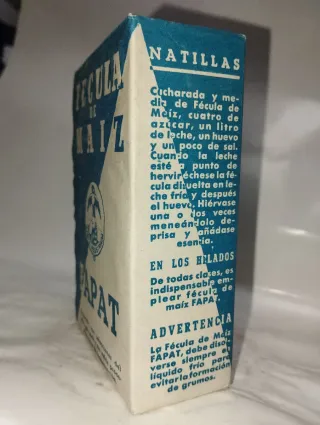 FÉCULA
DE
MAÍZ
FAPAT
NATILLAS
Cucharada y me-
dia de Fécula de
Maíz, cuatro de
azúcar, un litro
de leche, un huevo
y un poco de sal.
Cuando la leche
esté a punto de
hervir échese la fé-
cula disuelta en le-
che fría y después
el huevo. Hiérvase
una o dos veces
meneándolo de-
prisa y añádase
esencia.
EN LOS HELADOS
De todas clases, es
indispensable em-
plear fécula de
maíz FAPAT.
ADVERTENCIA
La Fécula de Maíz
FAPAT, debe disol-
verse siempre en
líquido frío para
evitar la formación
de grumos.